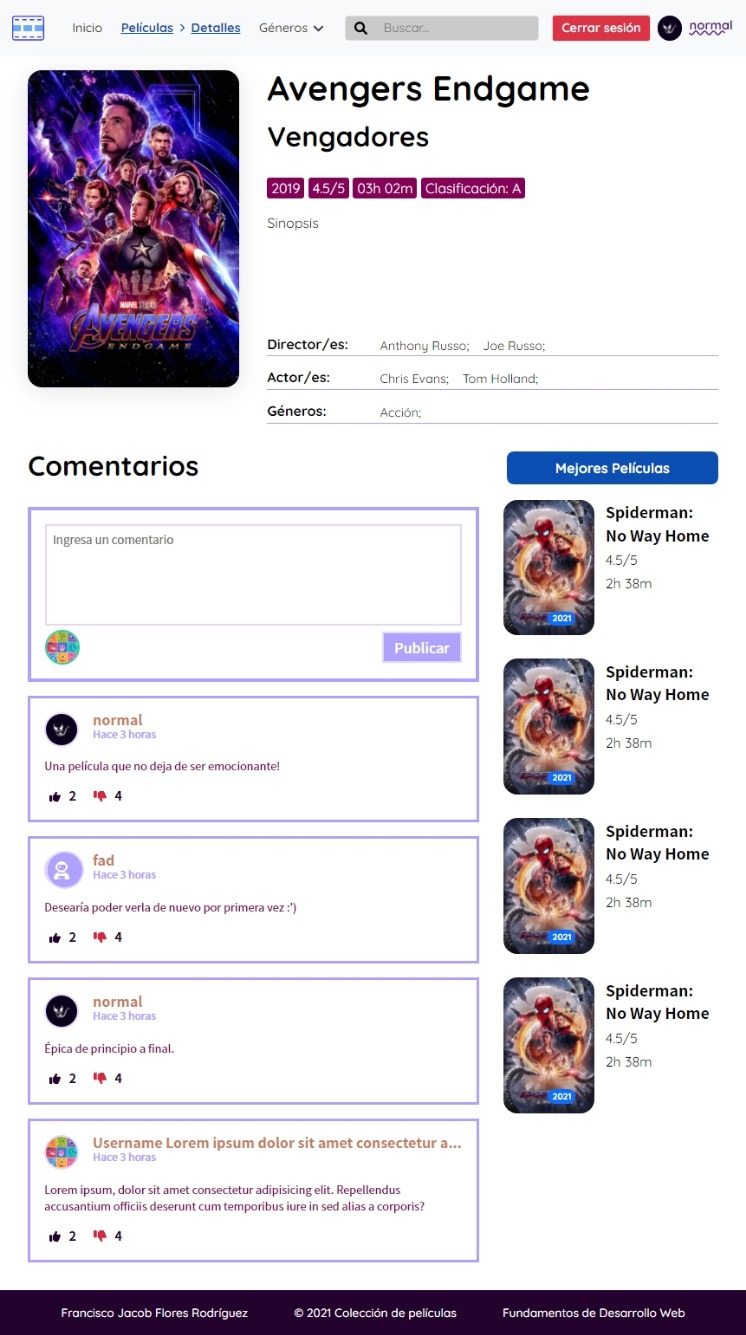 Inicio Películas > Detalles Géneros Buscar... Cerrar sesión normal
Avengers Endgame
Vengadores
2019 4.5/5 03h 02m Clasificación: A
Sinopsis
MARVEL STUDIOS
AVENGERS
ENDGAME
Director/es: Anthony Russo; Joe Russo;
Actor/es: Chris Evans; Tom Holland;
Géneros: Acción;
Comentarios
Ingresa un comentario
Publicar
normal
Hace 3 horas
Una película que no deja de ser emocionante!
2 4
fad
Hace 3 horas
Desearía poder verla de nuevo por primera vez :')
2 4
normal
Hace 3 horas
Épica de principio a final.
2 4
Username Lorem ipsum dolor sit amet consectetur a...
Hace 3 horas
Lorem ipsum, dolor sit amet consectetur adipisicing elit. Repellendus
accusantium officiis deserunt cum temporibus iure in sed alias a corporis?
2 4
Mejores Películas
Spiderman:
No Way Home
4.5/5
2h 38m
2021
Spiderman:
No Way Home
4.5/5
2h 38m
2021
Spiderman:
No Way Home
4.5/5
2h 38m
2021
Spiderman:
No Way Home
4.5/5
2h 38m
2021
Francisco Jacob Flores Rodríguez © 2021 Colección de películas Fundamentos de Desarrollo Web